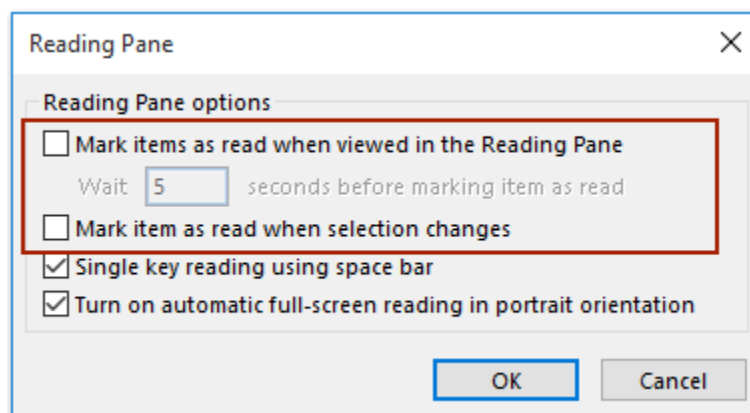 Reading Pane
Reading Pane options
Mark items as read when viewed in the Reading Pane
Wait 5 seconds before marking item as read
Mark item as read when selection changes
Single key reading using space bar
Turn on automatic full-screen reading in portrait orientation
OK Cancel